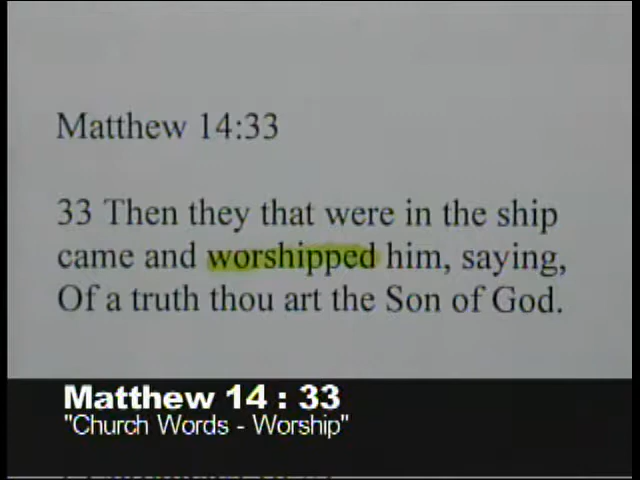 Matthew 14:33
33 Then they that were in the ship
came and worshipped him, saying,
Of a truth thou art the Son of God.
Matthew 14 : 33
"Church Words - Worship"